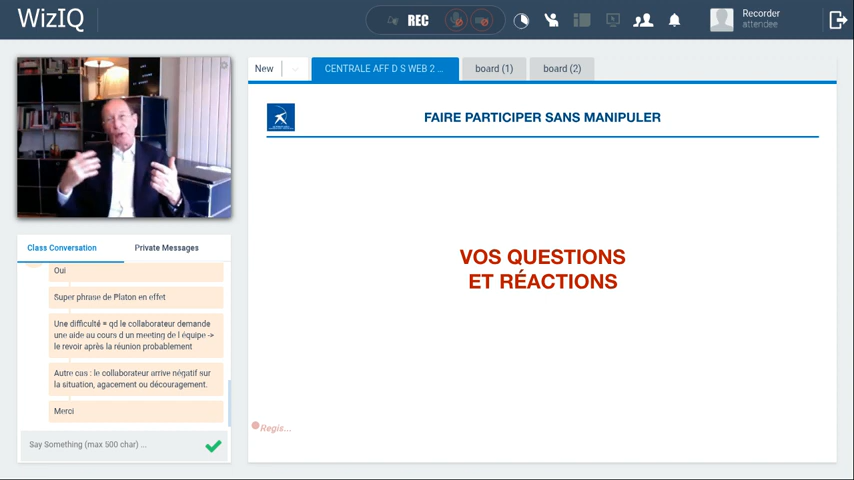 WizIQ
REC
Recorder
attendee
New
CENTRALE AFF D S WEB 2 ...
board (1)
board (2)
FAIRE PARTICIPER SANS MANIPULER
VOS QUESTIONS
ET RÉACTIONS
Regis...
Class Conversation
Private Messages
Oui
Super phrase de Platon en effet
Une difficulté = qd le collaborateur demande
une aide au cours d un meeting de l équipe ->
le revoir après la réunion probablement
Autre cas : le collaborateur arrive négatif sur
la situation, agacement ou découragement.
Merci
Say Something (max 500 char) ...